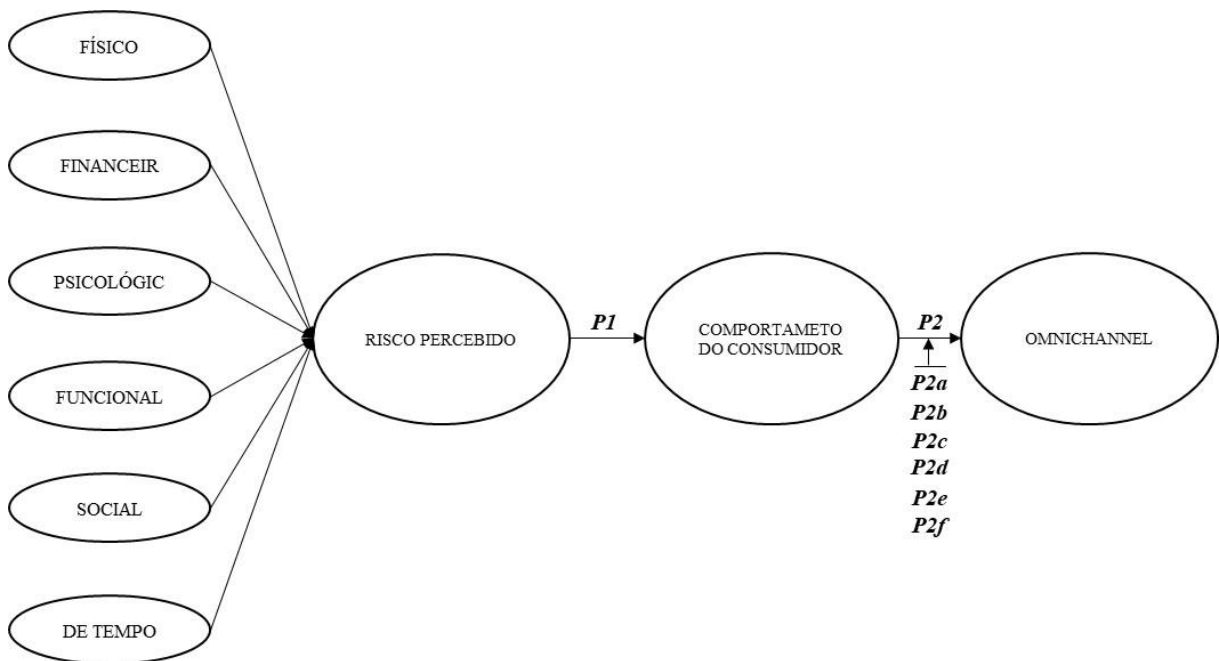 FÍSICO
FINANCEIR
PSICOLÓGIC
FUNCIONAL
SOCIAL
DE TEMPO
RISCO PERCEBIDO
P1
COMPORTAMETO
DO CONSUMIDOR
P2
P2a
P2b
P2c
P2d
P2e
P2f
OMNICHANNEL